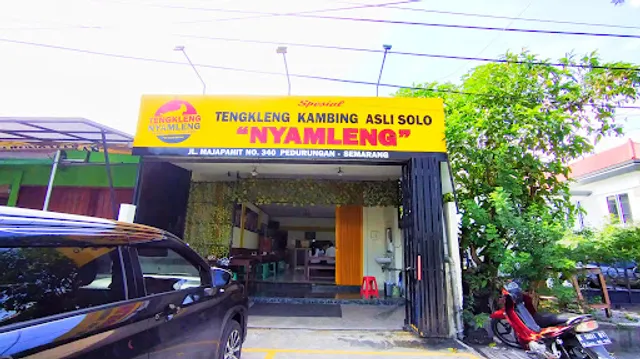 Spesial
TENGKLENG
NYAMLENG
TENGKLENG KAMBING ASLI SOLO
"NYAMLENG"
JL. MAJAPAHIT NO. 340 PEDURUNGAN - SEMARANG